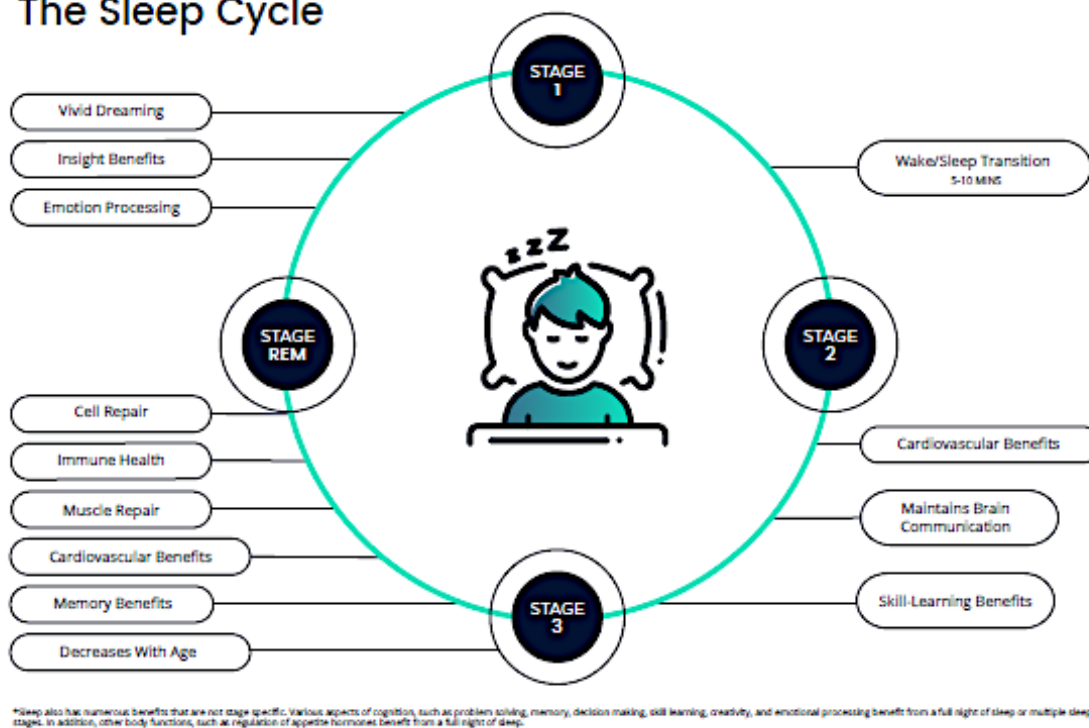 The Sleep Cycle
STAGE
1
Vivid Dreaming
Insight Benefits
Emotion Processing
Wake/Sleep Transition
5-10 MINS
z z Z
STAGE
REM
STAGE
2
Cell Repair
Immune Health
Muscle Repair
Cardiovascular Benefits
Memory Benefits
Decreases With Age
Cardiovascular Benefits
Maintains Brain
Communication
Skill-Learning Benefits
STAGE
3
*Sleep also has numerous benefits that are not stage specific. Various aspects of cognition, such as problem solving, memory, decision making, skill learning, creativity, and emotional processing benefit from a full night of sleep or multiple
stages. In addition, other body functions, such as regulation of appetite hormones benefit from a full night of sleep.